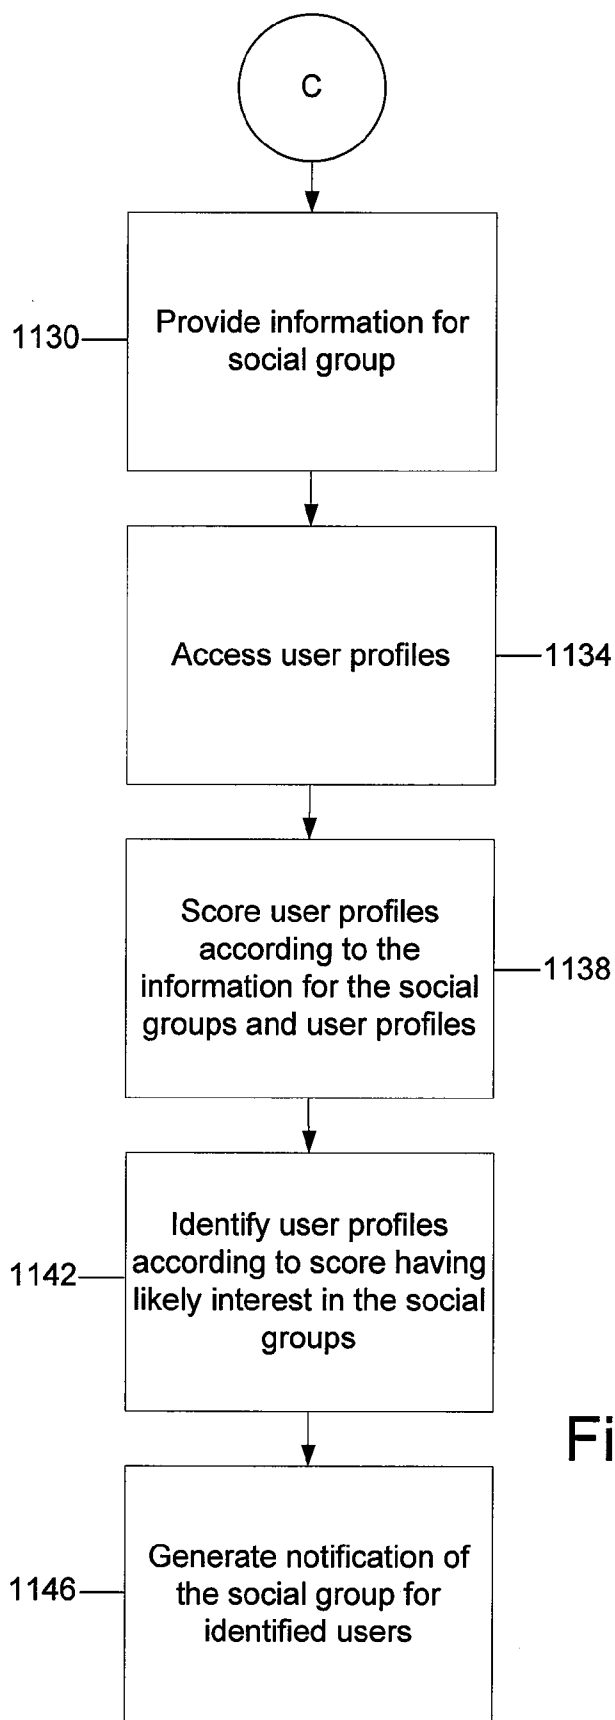 C
1130
Provide information for
social group
Access user profiles
1134
Score user profiles
according to the
information for the social
groups and user profiles
1138
1142
Identify user profiles
according to score having
likely interest in the social
groups
Fi
1146
Generate notification of
the social group for
identified users